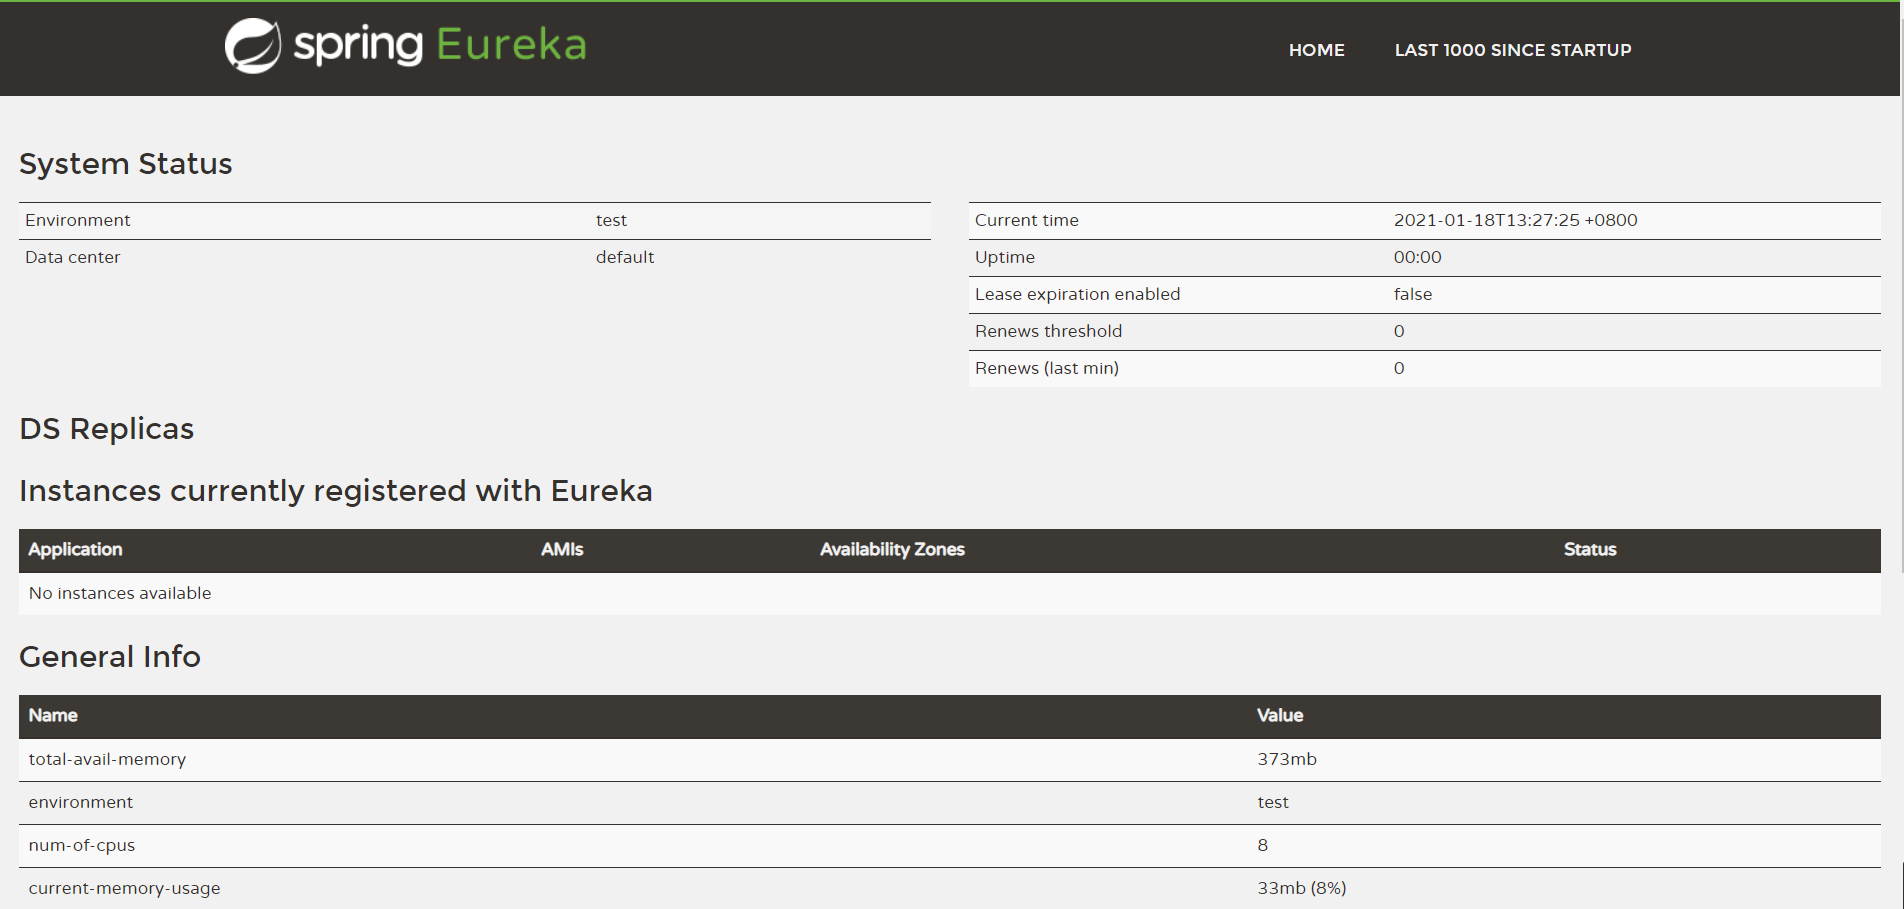 spring Eureka
HOME LAST 1000 SINCE STARTUP
System Status
Environment test
Data center default
Current time 2021-01-18T13:27:25 +0800
Uptime 00:00
Lease expiration enabled false
Renews threshold 0
Renews (last min) 0
DS Replicas
Instances currently registered with Eureka
Application AMIs Availability Zones Status
No instances available
General Info
Name Value
total-avail-memory 373mb
environment test
num-of-cpus 8
current-memory-usage 33mb (8%)